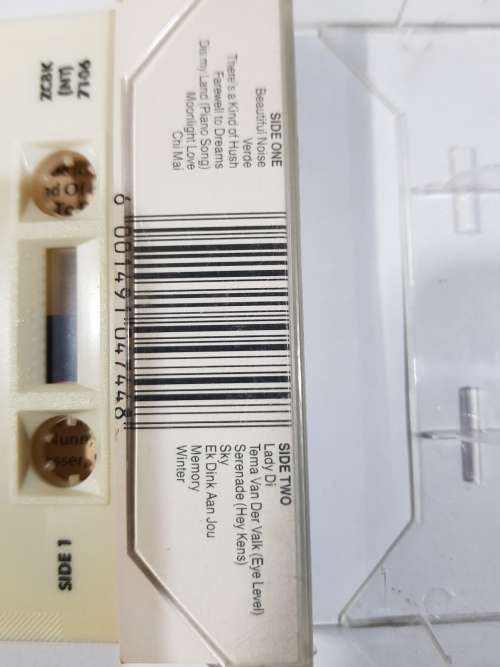 SIDE ONE
Beautiful Noise
Verde
There's a Kind of Hush
Farewell to Dreams
Dis my Land (Piano Song)
Moonlight Love
Chi Mai
6 001491 047448
SIDE TWO
Lady Di
Tema Van Der Valk (Eye Level)
Serenade (Hey Kens)
Sky
Ek Dink Aan Jou
Memory
Winter
ZCBK
(NT)
SIDE 1